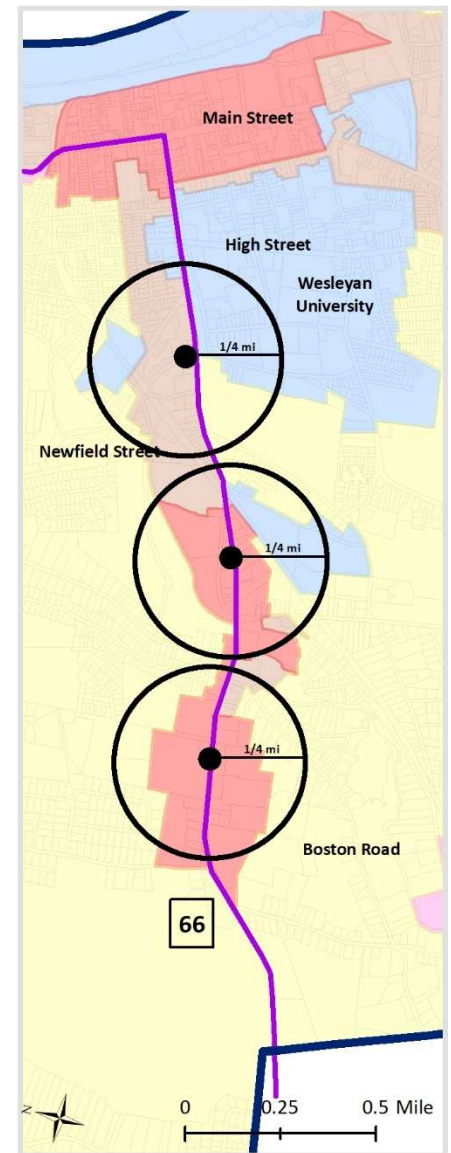 Main Street
High Street
Wesleyan
University
1/4 mi
Newfield Street
1/4 mi
1/4 mi
Boston Road
66
N
0 0.25 0.5 Mile